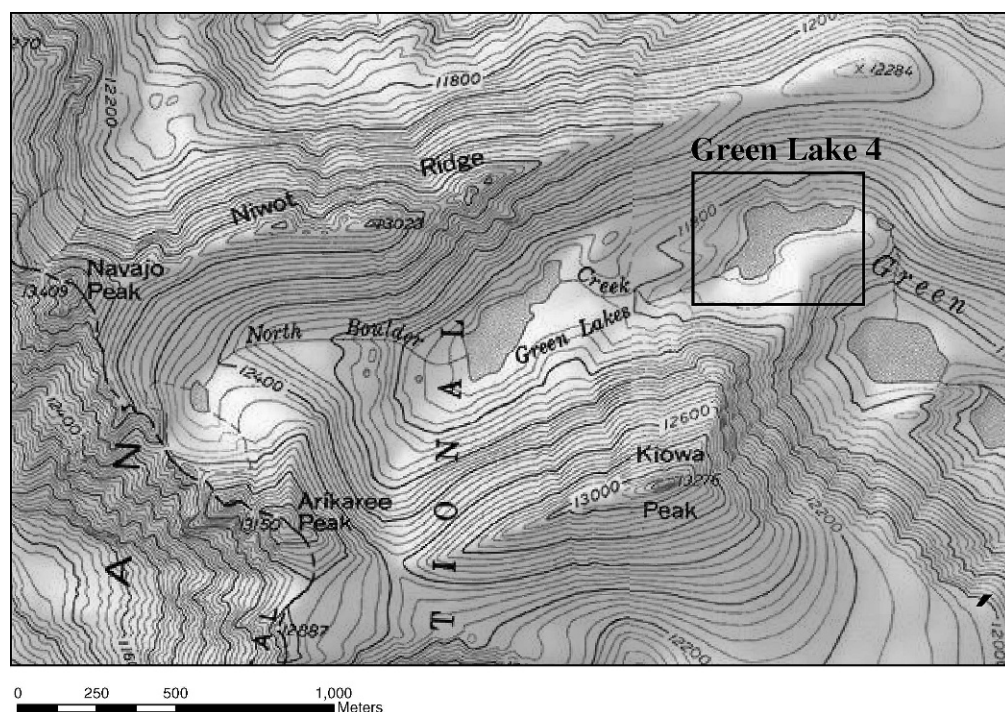 12000
11800
× 12284
12200
Green Lake 4
Ridge
Niwot
13023
11800
Navajo
Peak
13409
Green
Creek
North Boulder
Green Lakes
12400
L
A
N
O
I
T
12400
N
12600
Kiowa
13276
13000
Peak
Arikaree
Peak
13150
12200
A
A L
12887
12200
12000
0 250 500 1,000
Meters